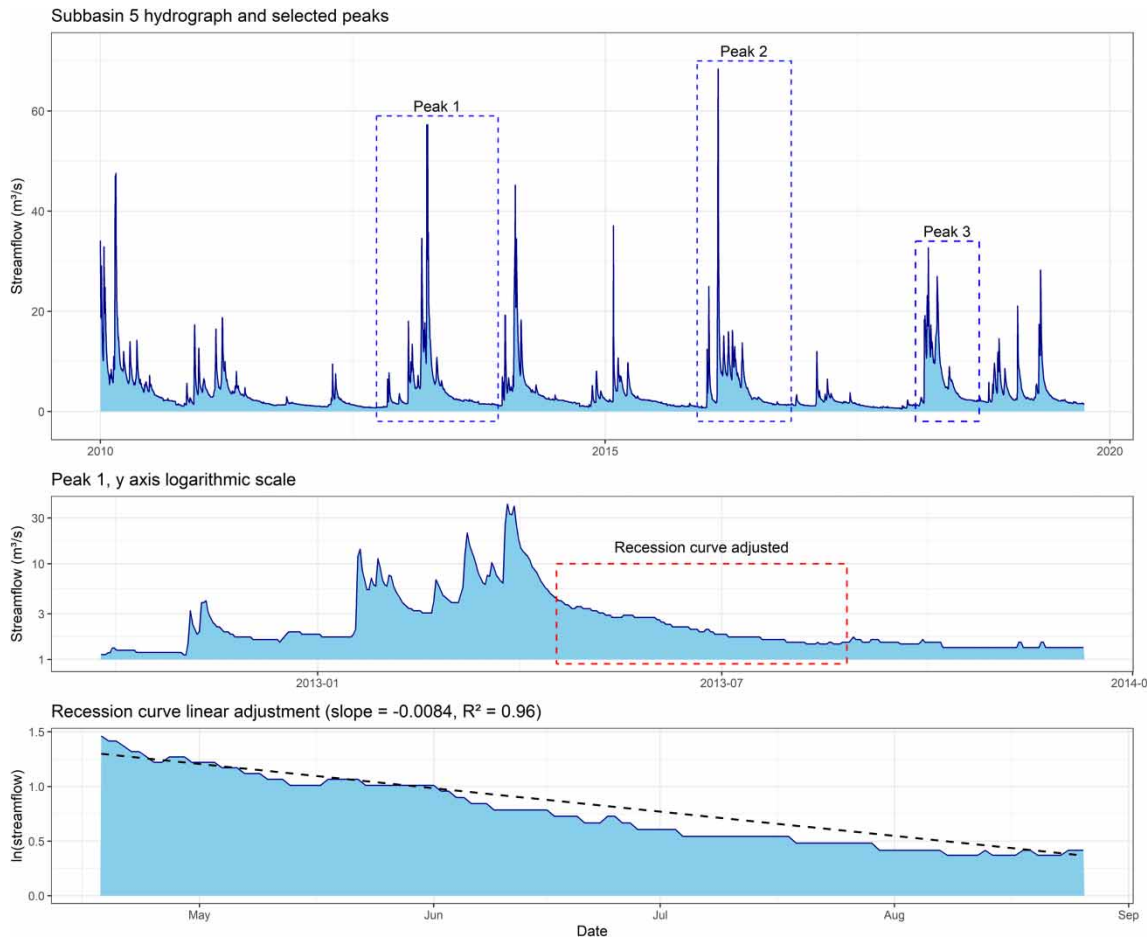 Subbasin 5 hydrograph and selected peaks
Peak 2
Peak 1
Peak 3
Streamflow (m³/s)
60
40
20
0
2010
2015
2020
Peak 1, y axis logarithmic scale
Streamflow (m³/s)
30
10
3
1
Recession curve adjusted
2013-01
2013-07
2014-0
Recession curve linear adjustment (slope = -0.0084, R² = 0.96)
ln(streamflow)
1.5
1.0
0.5
0.0
May
Jun
Jul
Aug
Sep
Date